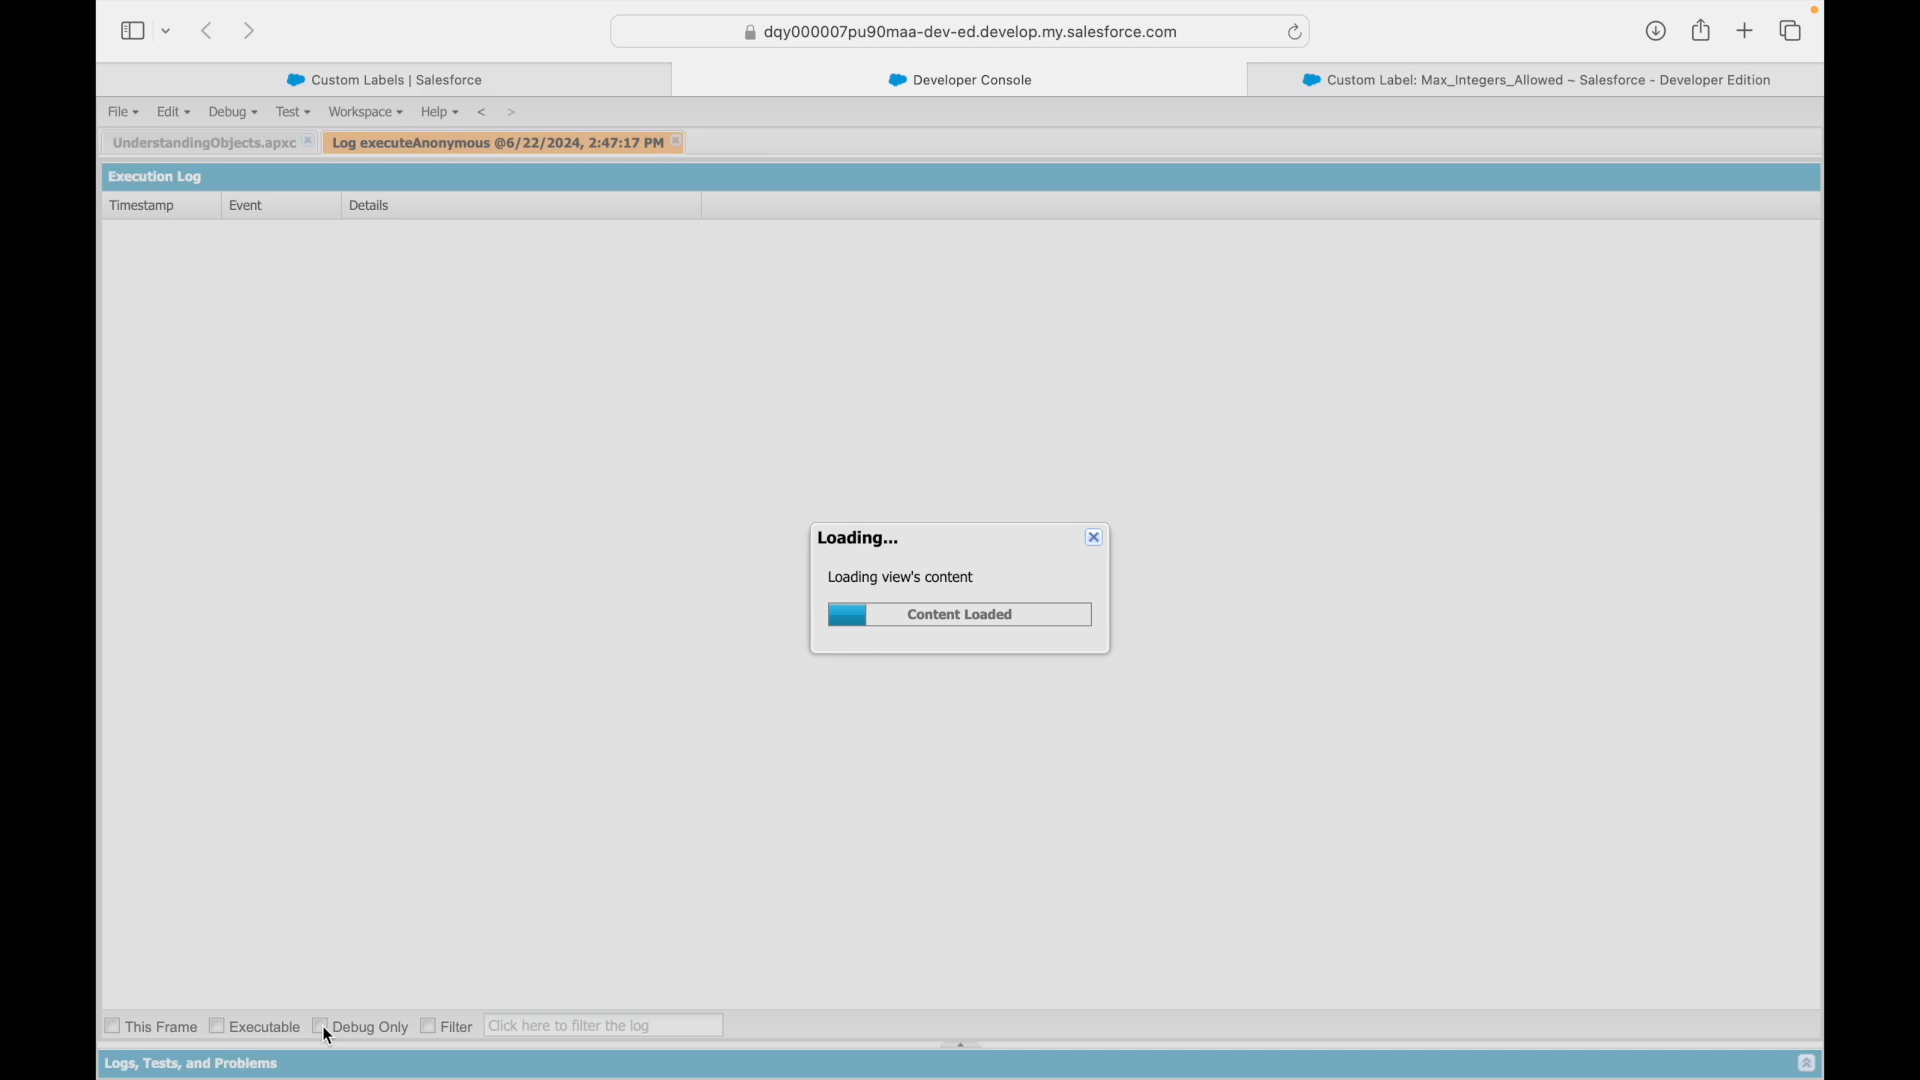 dqy000007pu90maa-dev-ed.develop.my.salesforce.com
Custom Labels | Salesforce
Developer Console
Custom Label: Max_Integers_Allowed ~ Salesforce - Developer Edition
File Edit Debug Test Workspace Help < >
UnderstandingObjects.apxc
Log executeAnonymous @6/22/2024, 2:47:17 PM
Execution Log
Timestamp Event Details
Loading...
Loading view's content
Content Loaded
This Frame Executable Debug Only Filter Click here to filter the log
Logs, Tests, and Problems